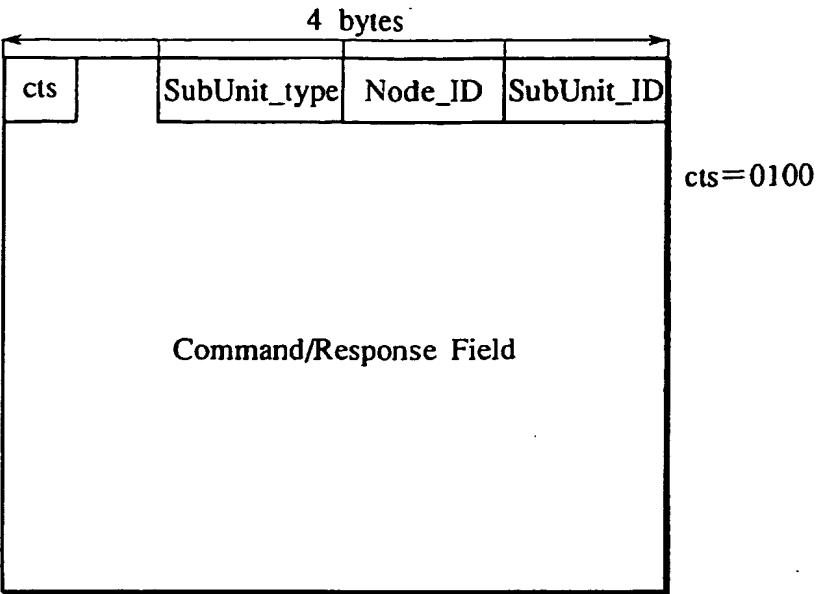 4 bytes
cts SubUnit_type Node_ID SubUnit_ID
cts=0100
Command/Response Field